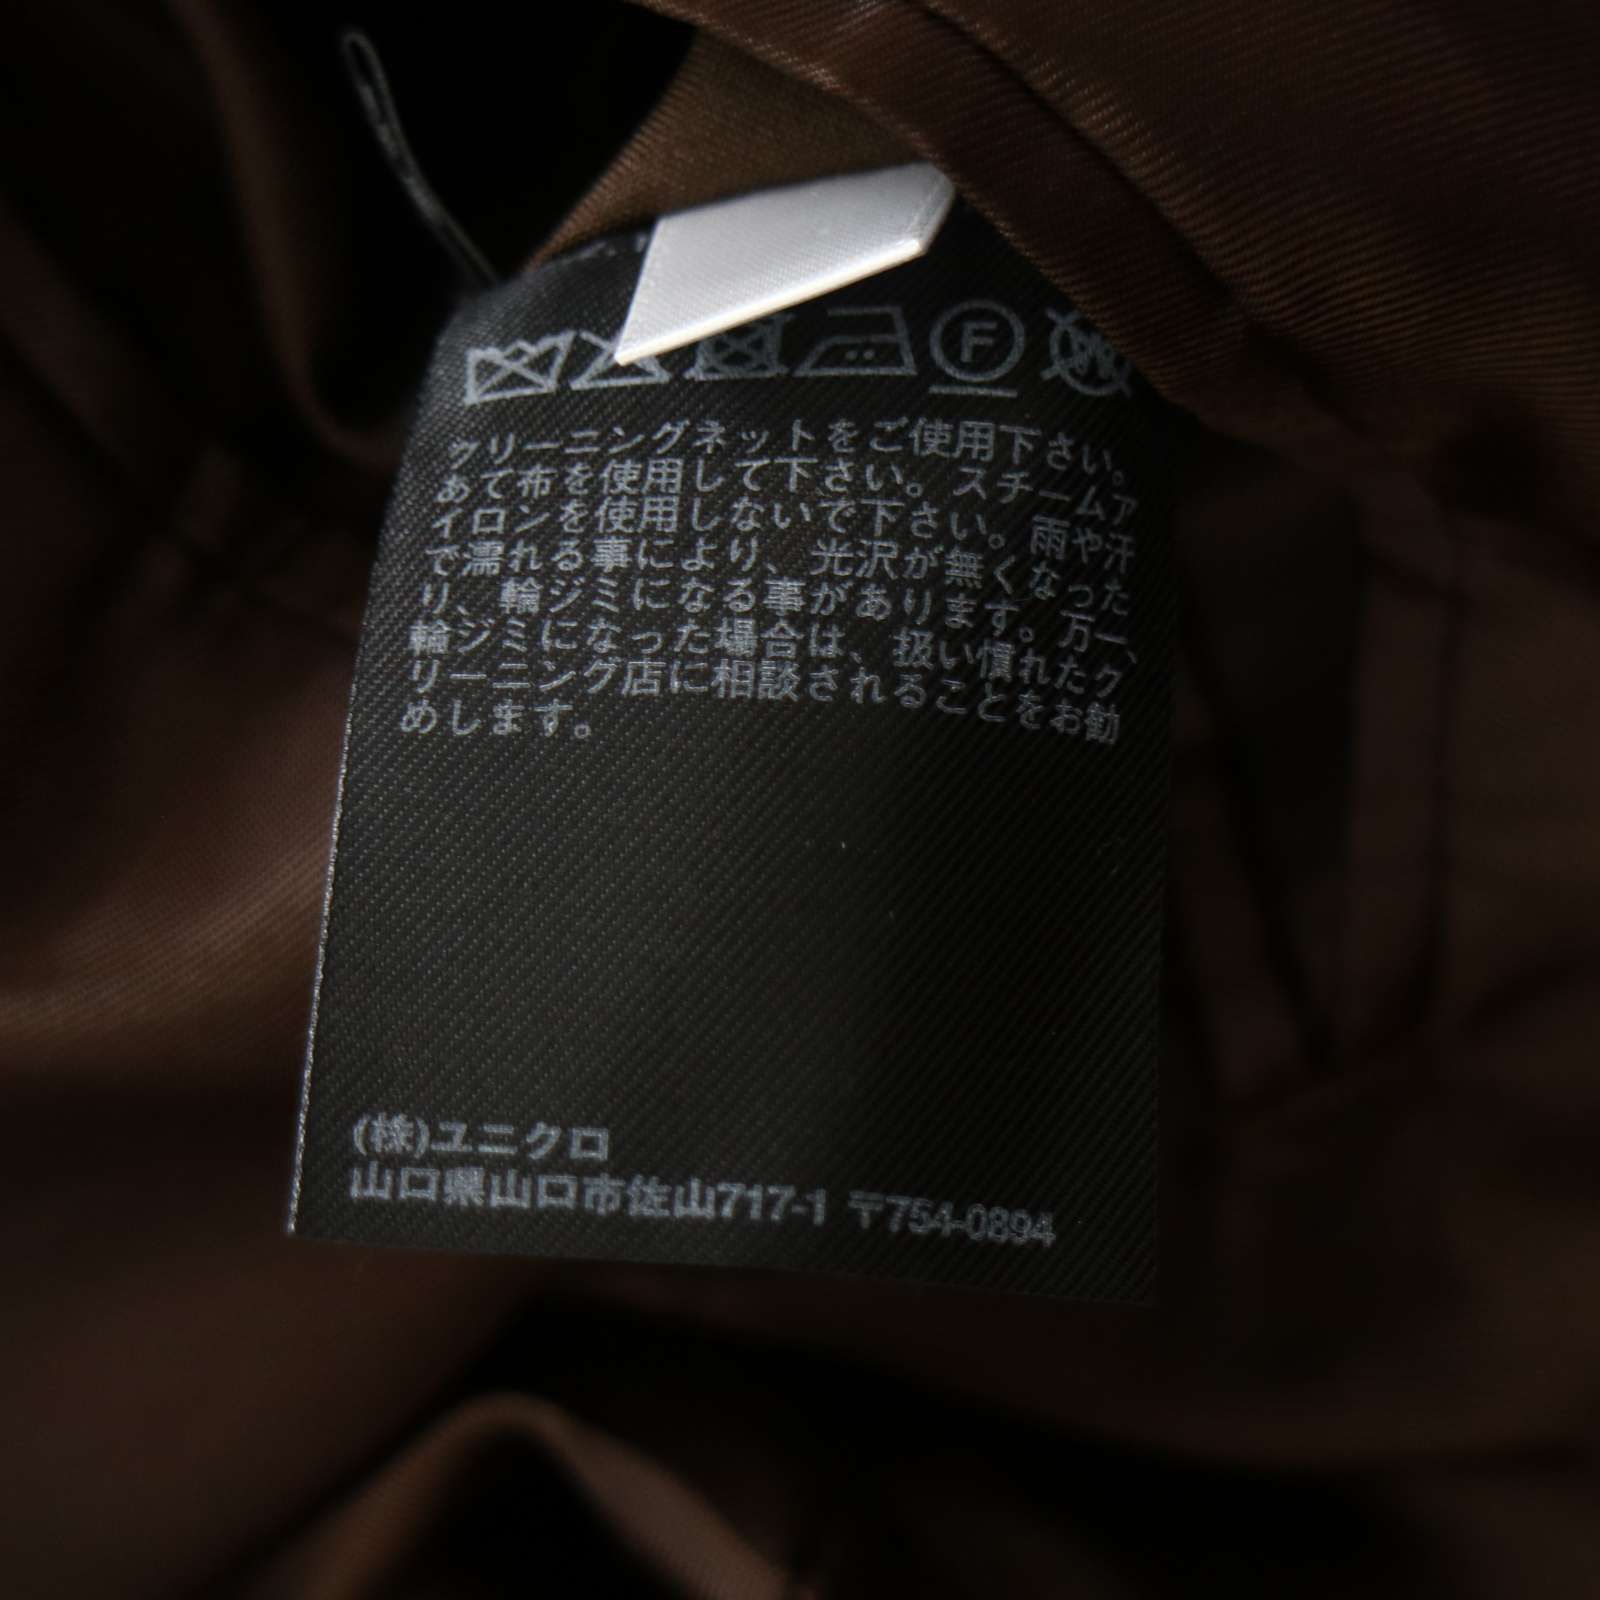 F
W
クリーニングネットをご使用下さい。
あて布を使用して下さい。スチームア
イロンを使用しないで下さい。雨や汗
で濡れる事により、光沢が無くなった
り、輪ジミになる事があります。万一、
輪ジミになった場合は、扱い慣れたク
リーニング店に相談されることをお勧
めします。
(株)ユニクロ
山口県山口市佐山717-1 〒754-0894